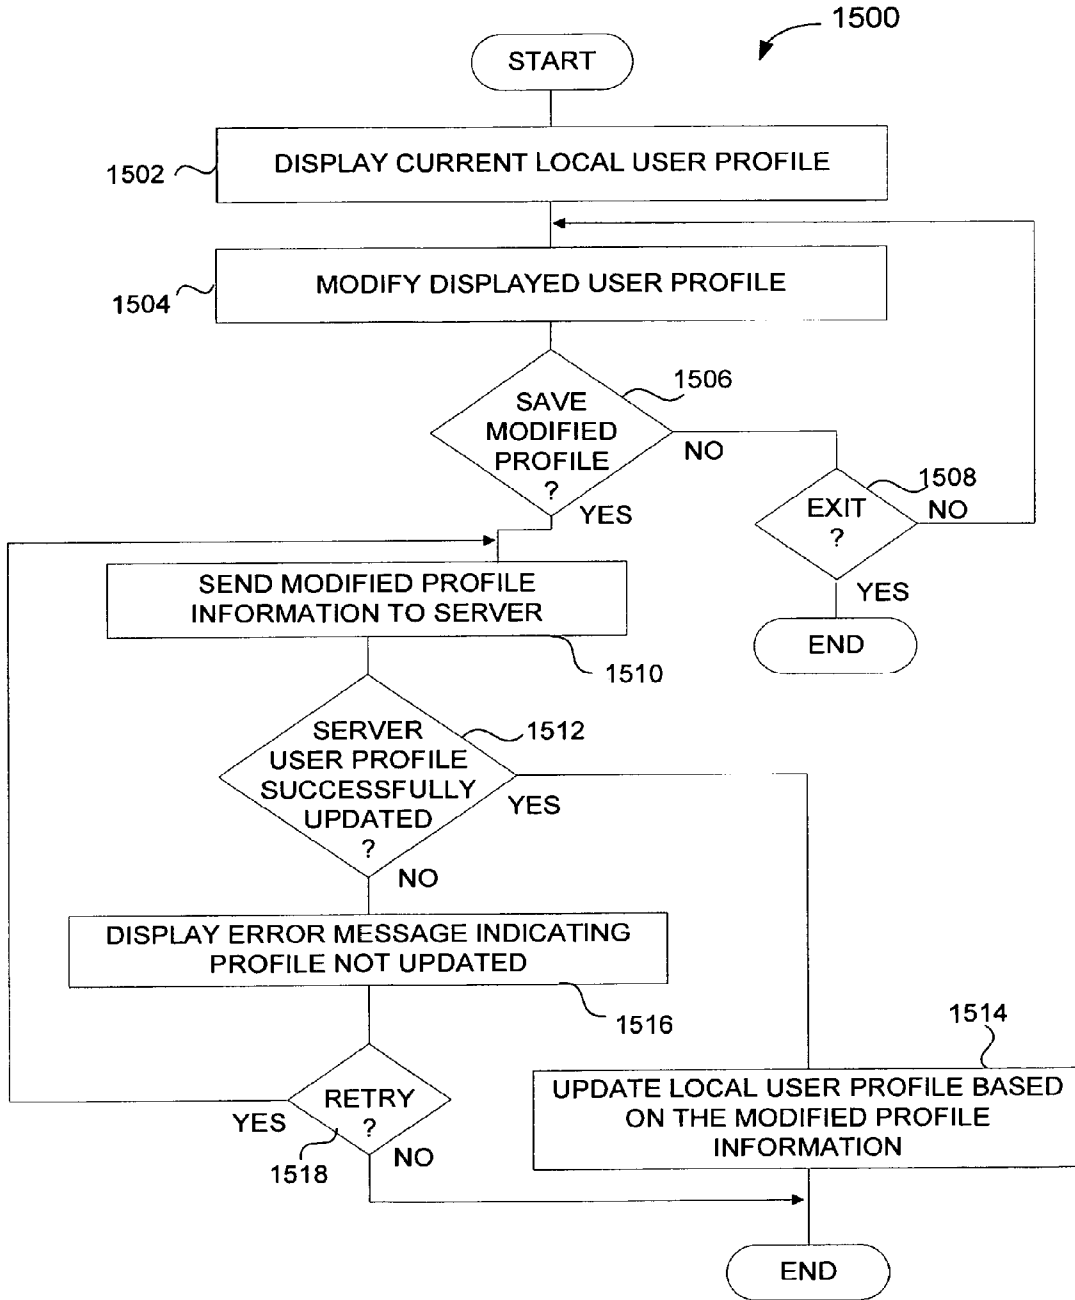 1500
START
DISPLAY CURRENT LOCAL USER PROFILE
1502
MODIFY DISPLAYED USER PROFILE
1504
1506
SAVE
MODIFIED
PROFILE
?
NO
YES
1508
EXIT
?
NO
YES
END
SEND MODIFIED PROFILE
INFORMATION TO SERVER
1510
1512
SERVER
USER PROFILE
SUCCESSFULLY
UPDATED
?
YES
NO
DISPLAY ERROR MESSAGE INDICATING
PROFILE NOT UPDATED
1516
1514
UPDATE LOCAL USER PROFILE BASED
ON THE MODIFIED PROFILE
INFORMATION
RETRY
?
YES
NO
1518
END